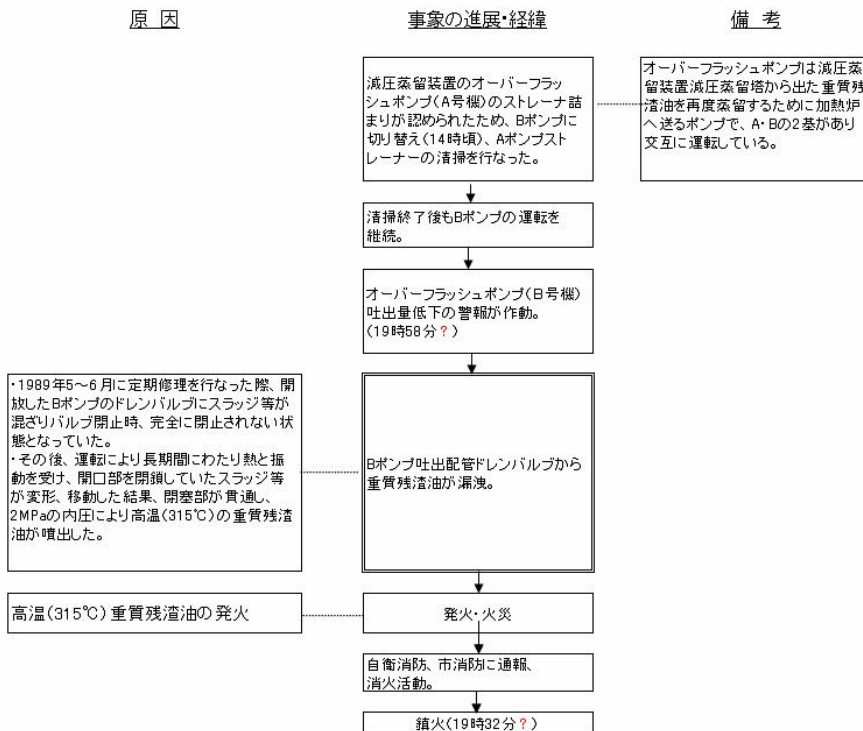 原 因
事象の進展・経緯
備 考
減圧蒸留装置のオーバーフラッ
シュポンプ(A号機)のストレーナ詰
まりが認められたため、Bポンプに
切り替え(14時頃)、Aポンプスト
レーナーの清掃を行なった。
オーバーフラッシュポンプは減圧蒸
留装置減圧蒸留塔から出た重質残
渣油を再度蒸留するために加熱炉
へ送るポンプで、A・Bの2基があり
交互に運転している。
清掃終了後もBポンプの運転を
継続。
オーバーフラッシュポンプ(B号機)
吐出量低下の警報が作動。
(19時58分?)
・1989年5~6月に定期修理を行なった際、開
放したBポンプのドレンバルブにスラッジ等が
混ざりバルブ閉止時、完全に閉止されない状
態となっていた。
・その後、運転により長期間にわたり熱と振
動を受け、開口部を閉鎖していたスラッジ等
が変形、移動した結果、閉塞部が貫通し、
2MPaの内圧により高温(315℃)の重質残渣
油が噴出した。
Bポンプ吐出配管ドレンバルブから
重質残渣油が漏洩。
高温(315℃)重質残渣油の発火
発火・火災
自衛消防、市消防に通報、
消火活動。
鎮火(19時32分?)